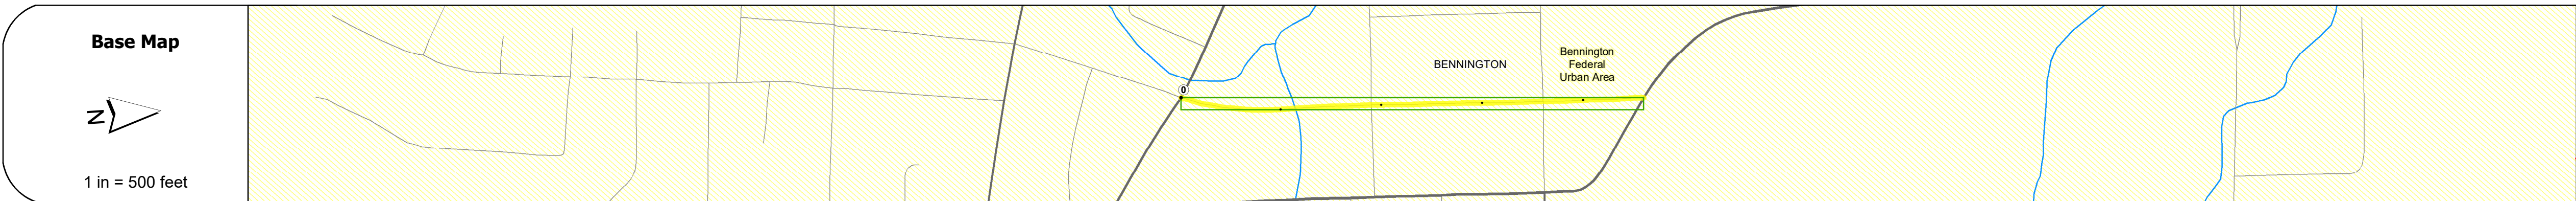 Base Map
N
1 in = 500 feet
0
BENNINGTON
Bennington
Federal
Urban Area